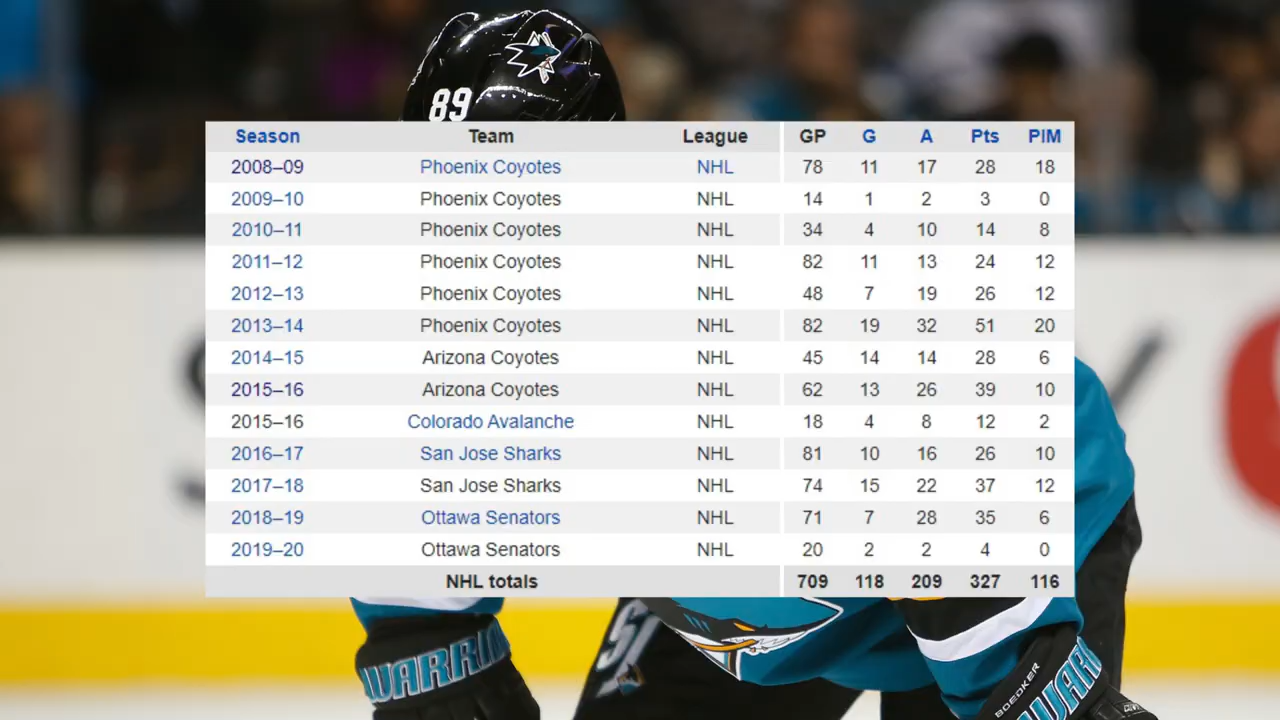 89
Season Team League GP G A Pts PIM
2008–09 Phoenix Coyotes NHL 78 11 17 28 18
2009–10 Phoenix Coyotes NHL 14 1 2 3 0
2010–11 Phoenix Coyotes NHL 34 4 10 14 8
2011–12 Phoenix Coyotes NHL 82 11 13 24 12
2012–13 Phoenix Coyotes NHL 48 7 19 26 12
2013–14 Phoenix Coyotes NHL 82 19 32 51 20
2014–15 Arizona Coyotes NHL 45 14 14 28 6
2015–16 Arizona Coyotes NHL 62 13 26 39 10
2015–16 Colorado Avalanche NHL 18 4 8 12 2
2016–17 San Jose Sharks NHL 81 10 16 26 10
2017–18 San Jose Sharks NHL 74 15 22 37 12
2018–19 Ottawa Senators NHL 71 7 28 35 6
2019–20 Ottawa Senators NHL 20 2 2 4 0
NHL totals 709 118 209 327 116
BOEDKER